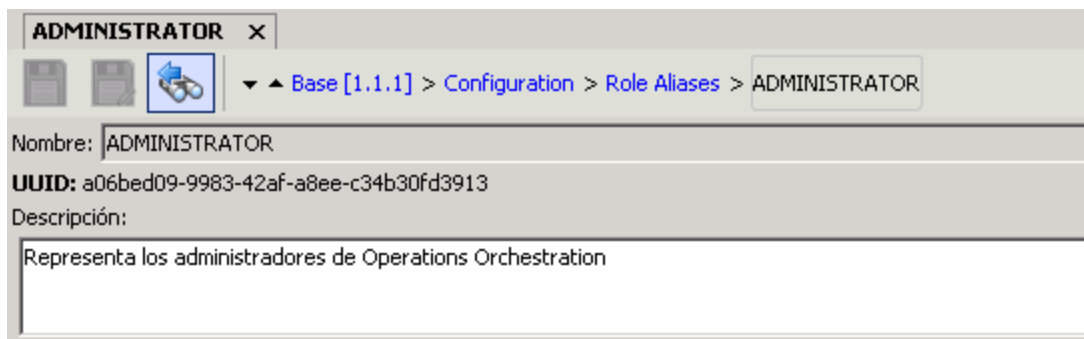 ADMINISTRATOR
Base [1.1.1] > Configuration > Role Aliases > ADMINISTRATOR
Nombre: ADMINISTRATOR
UUID: a06bed09-9983-42af-a8ee-c34b30fd3913
Descripción:
Representa los administradores de Operations Orchestration